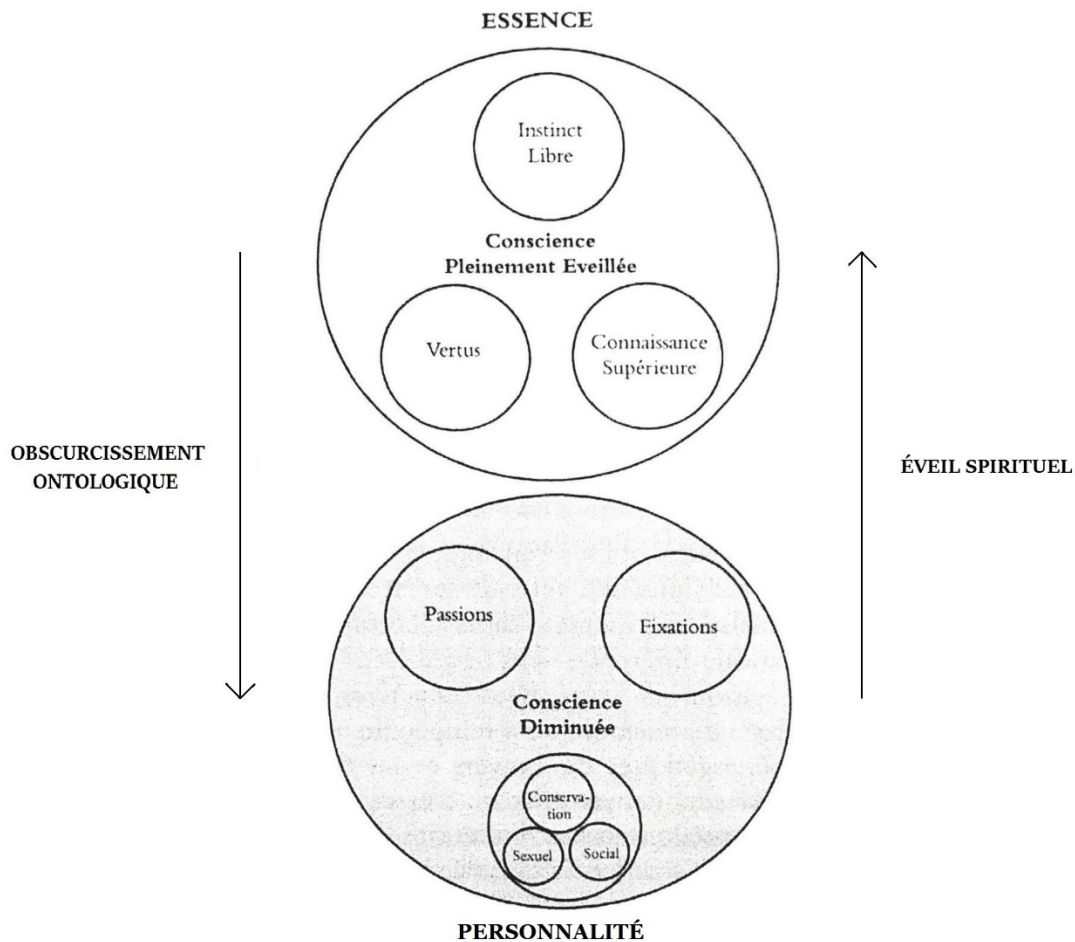 ESSENCE
Instinct
Libre
Conscience
Pleinement Eveillée
Vertus
Connaissance
Supérieure
OBSCURCISSEMENT
ONTOLOGIQUE
ÉVEIL SPIRITUEL
Passions
Fixations
Conscience
Diminuée
Conserva-
tion
Sexuel
Social
PERSONNALITÉ